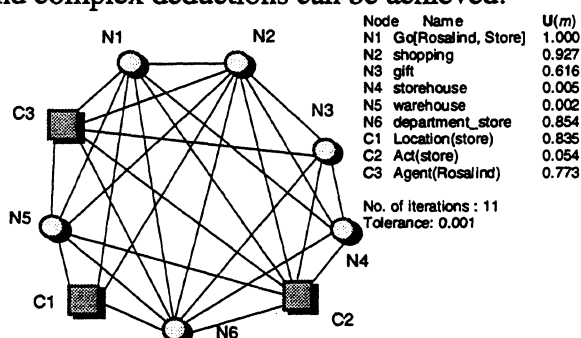 nd complex deductions can be achieved.
Node Name U(m)
N1 Go[Rosalind, Store] 1.000
N2 shopping 0.927
N3 gift 0.616
N4 storehouse 0.005
N5 warehouse 0.002
N6 department_store 0.854
C1 Location(store) 0.835
C2 Act(store) 0.054
C3 Agent(Rosalind) 0.773
No. of iterations : 11
Tolerance: 0.001
N1
N2
C3
N3
N5
N4
C1
C2
N6